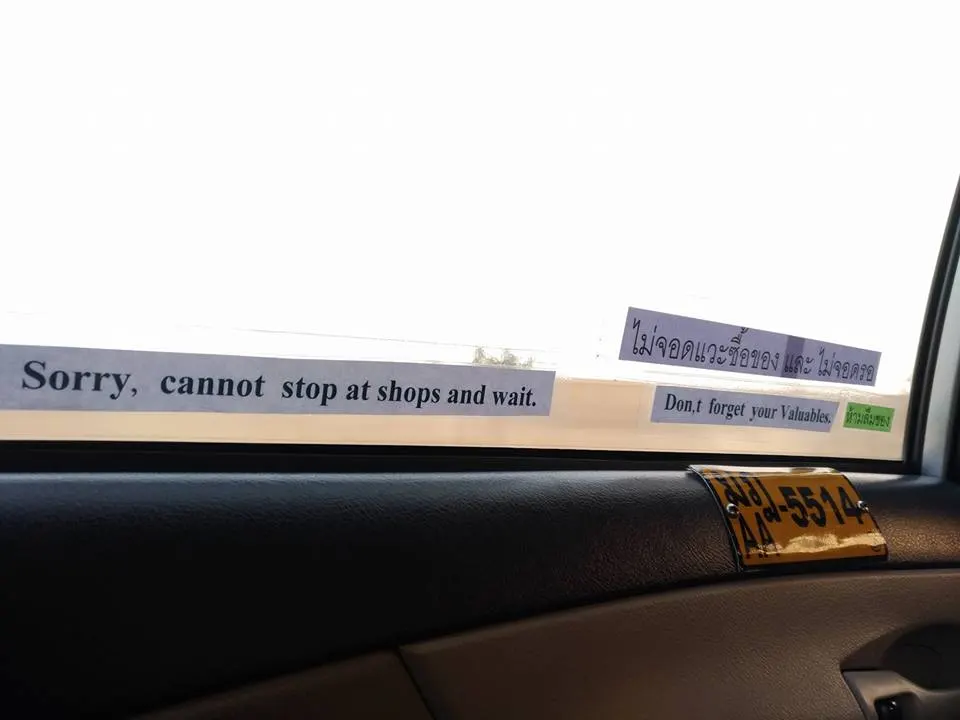 Sorry, cannot stop at shops and wait.
ไม่จอดแวะซื้อของ และ ไม่จอดรอ
Don,t forget your Valuables.
ห้ามลืมของ
-5514
AA